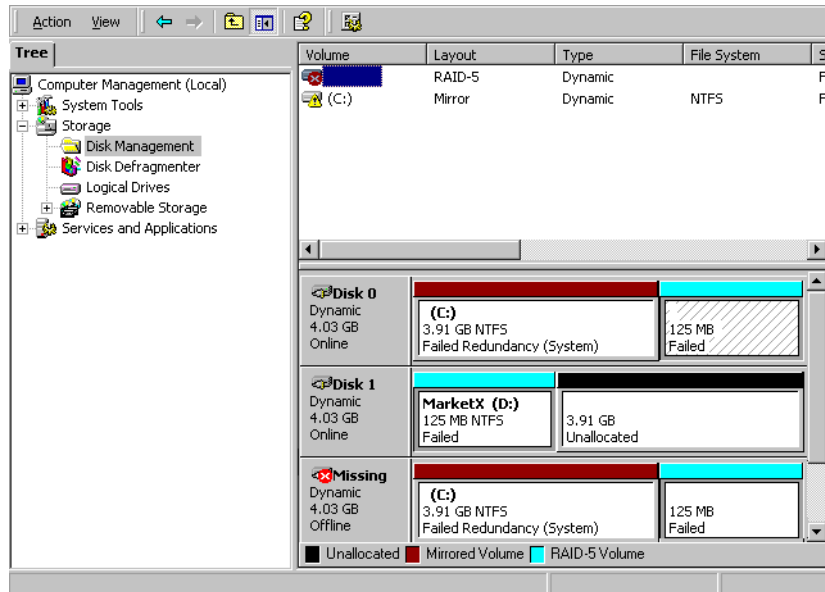 Action View
Tree
Computer Management (Local)
System Tools
Storage
Disk Management
Disk Defragmenter
Logical Drives
Removable Storage
Services and Applications
Volume Layout Type File System S
RAID-5 Dynamic F
(C:) Mirror Dynamic NTFS F
Disk 0
Dynamic
4.03 GB
Online
(C:)
3.91 GB NTFS
Failed Redundancy (System)
125 MB
Failed
Disk 1
Dynamic
4.03 GB
Online
MarketX (D:)
125 MB NTFS
Failed
3.91 GB
Unallocated
Missing
Dynamic
4.03 GB
Offline
(C:)
3.91 GB NTFS
Failed Redundancy (System)
125 MB
Failed
Unallocated Mirrored Volume RAID-5 Volume